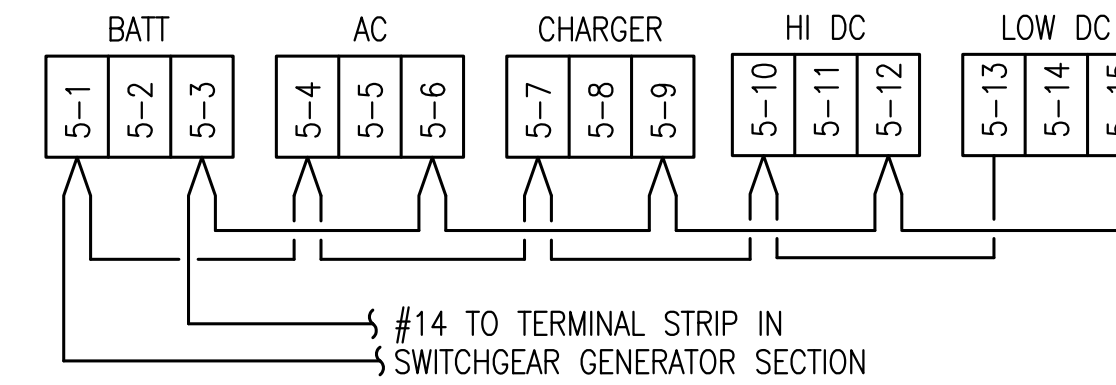 BATT AC CHARGER HI DC LOW DC
5-1 5-2 5-3 5-4 5-5 5-6 5-7 5-8 5-9 5-10 5-11 5-12 5-13 5-14
#14 TO TERMINAL STRIP IN
SWITCHGEAR GENERATOR SECTION